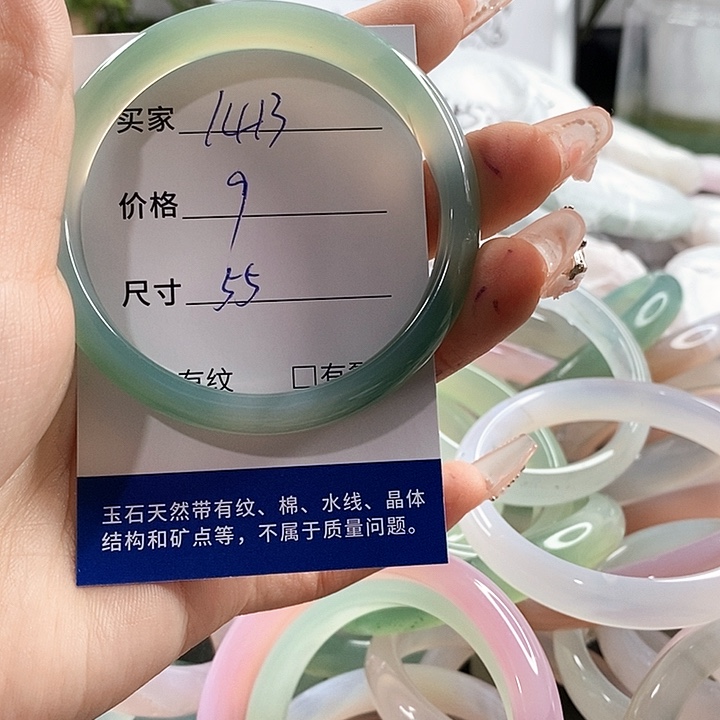 买家 1413
价格 9
尺寸 55
有纹 □有
玉石天然带有纹、棉、水线、晶体
结构和矿点等，不属于质量问题。